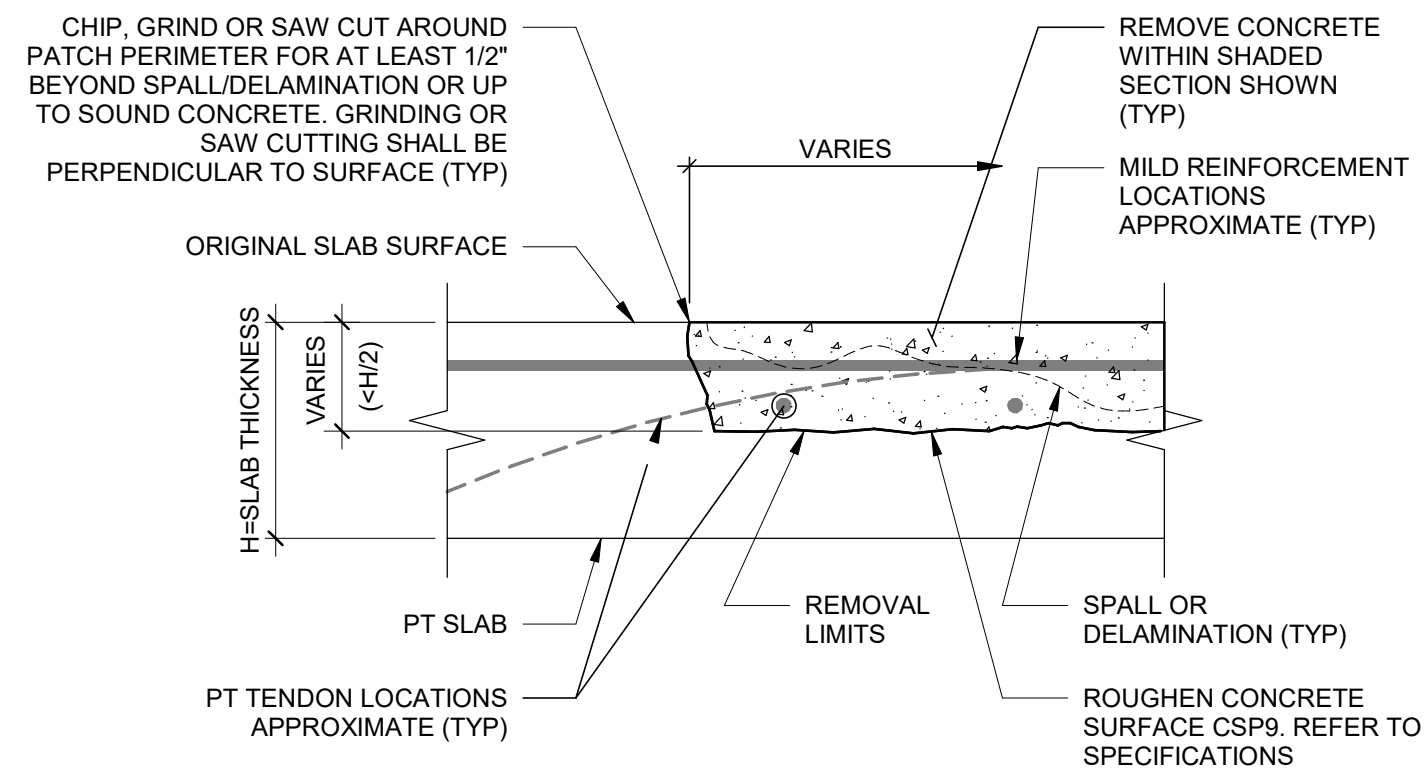 CHIP, GRIND OR SAW CUT AROUND
PATCH PERIMETER FOR AT LEAST 1/2"
BEYOND SPALL/DELAMINATION OR UP
TO SOUND CONCRETE. GRINDING OR
SAW CUTTING SHALL BE
PERPENDICULAR TO SURFACE (TYP)
REMOVE CONCRETE
WITHIN SHADED
SECTION SHOWN
(TYP)
VARIES
MILD REINFORCEMENT
LOCATIONS
APPROXIMATE (TYP)
ORIGINAL SLAB SURFACE
H=SLAB THICKNESS
VARIES
(<H/2)
PT SLAB
REMOVAL
LIMITS
SPALL OR
DELAMINATION (TYP)
PT TENDON LOCATIONS
APPROXIMATE (TYP)
ROUGHEN CONCRETE
SURFACE CSP9. REFER TO
SPECIFICATIONS